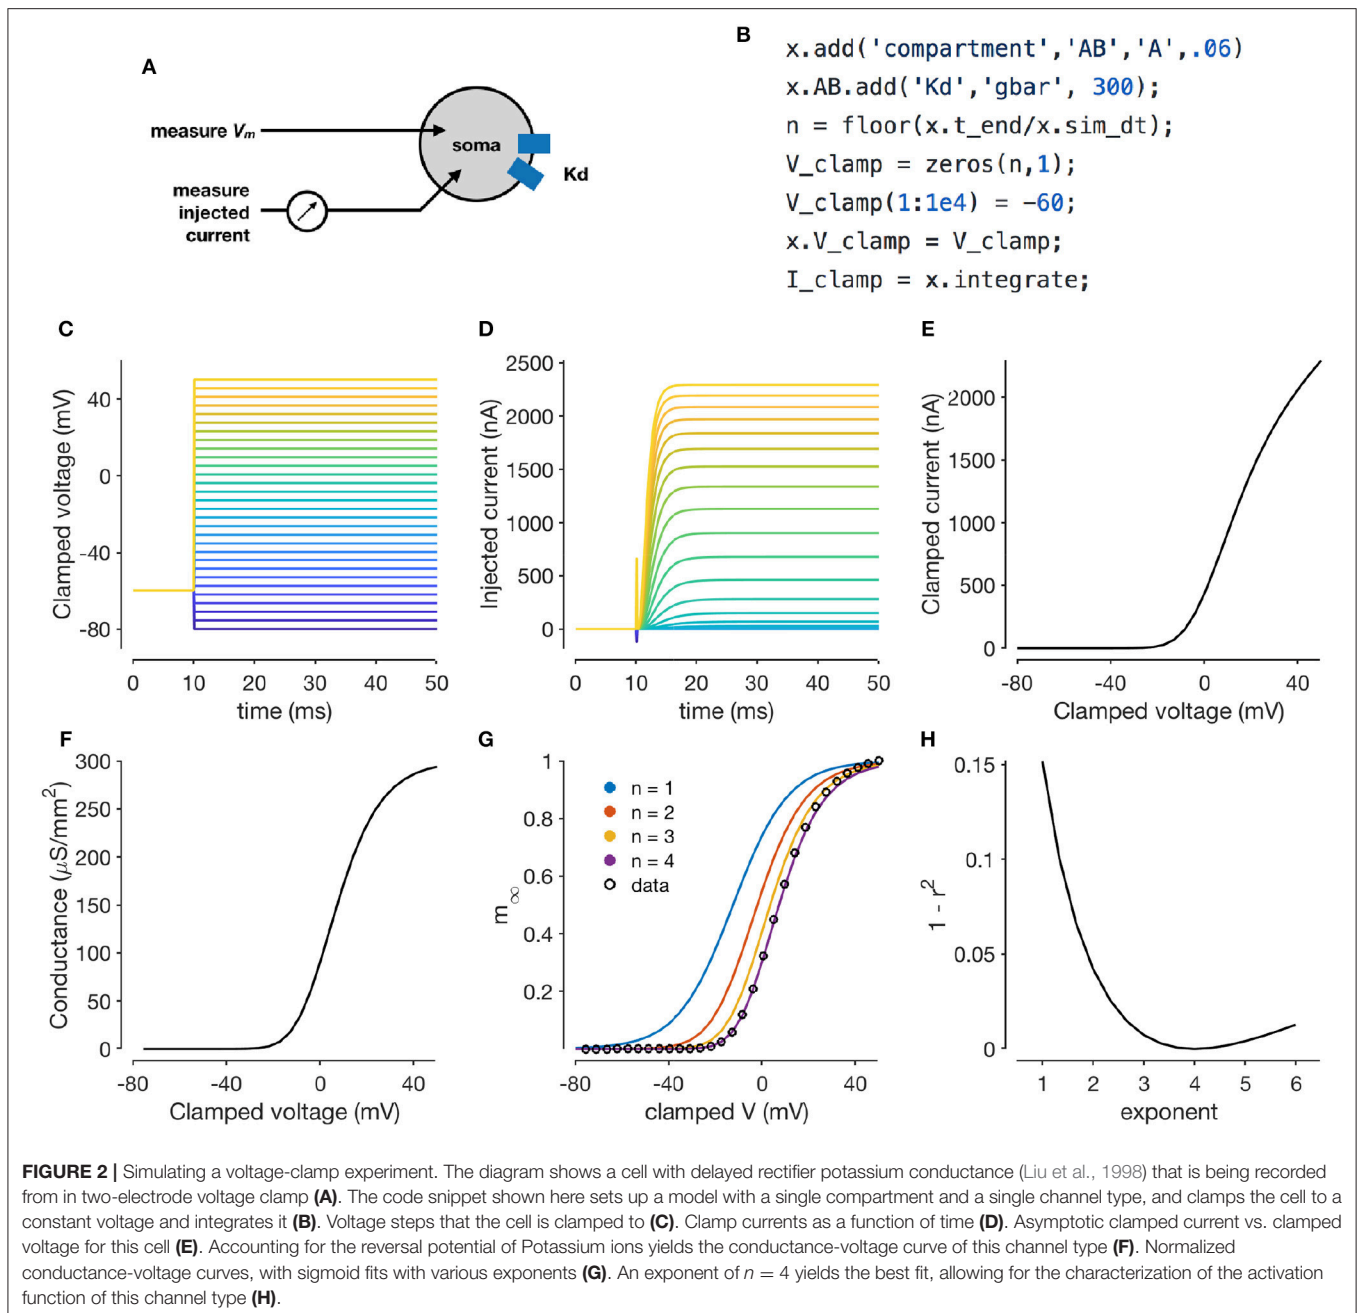 A
measure Vm
measure
injected
current
soma
Kd
B
x.add('compartment','AB','A',.06)
x.AB.add('Kd','gbar', 300);
n = floor(x.t_end/x.sim_dt);
V_clamp = zeros(n,1);
V_clamp(1:1e4) = -60;
x.V_clamp = V_clamp;
I_clamp = x.integrate;
C
Clamped voltage (mV)
40
0
-40
-80
0 10 20 30 40 50
time (ms)
D
Injected current (nA)
2500
2000
1500
1000
500
0
0 10 20 30 40 50
time (ms)
E
Clamped current (nA)
2000
1500
1000
500
0
-80 -40 0 40
Clamped voltage (mV)
F
Conductance (μS/mm²)
300
250
200
150
100
50
0
-80 -40 0 40
Clamped voltage (mV)
G
m∞
1
0.8
0.6
0.4
0.2
n = 1
n = 2
n = 3
n = 4
data
-80 -40 0 40
clamped V (mV)
H
1 - r²
0.15
0.1
0.05
0
1 2 3 4 5 6
exponent
FIGURE 2 | Simulating a voltage-clamp experiment. The diagram shows a cell with delayed rectifier potassium conductance (Liu et al., 1998) that is being recorded
from in two-electrode voltage clamp (A). The code snippet shown here sets up a model with a single compartment and a single channel type, and clamps the cell to a
constant voltage and integrates it (B). Voltage steps that the cell is clamped to (C). Clamp currents as a function of time (D). Asymptotic clamped current vs. clamped
voltage for this cell (E). Accounting for the reversal potential of Potassium ions yields the conductance-voltage curve of this channel type (F). Normalized
conductance-voltage curves, with sigmoid fits with various exponents (G). An exponent of n = 4 yields the best fit, allowing for the characterization of the activation
function of this channel type (H).